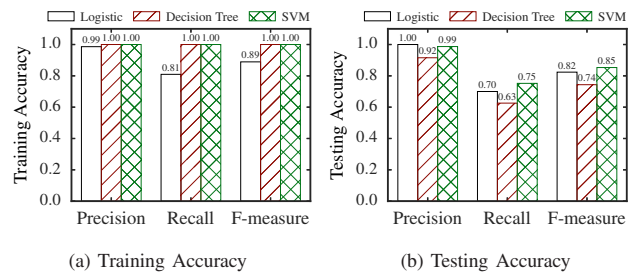 Logistic Decision Tree SVM
Training Accuracy
1.0
0.8
0.6
0.4
0.2
0.0
0.99 1.00 1.00
0.81 1.00 1.00
0.89 1.00 1.00
Precision Recall F-measure
(a) Training Accuracy
Logistic Decision Tree SVM
Testing Accuracy
1.0
0.8
0.6
0.4
0.2
0.0
1.00 0.92 0.99
0.70 0.63 0.75
0.82 0.74 0.85
Precision Recall F-measure
(b) Testing Accuracy